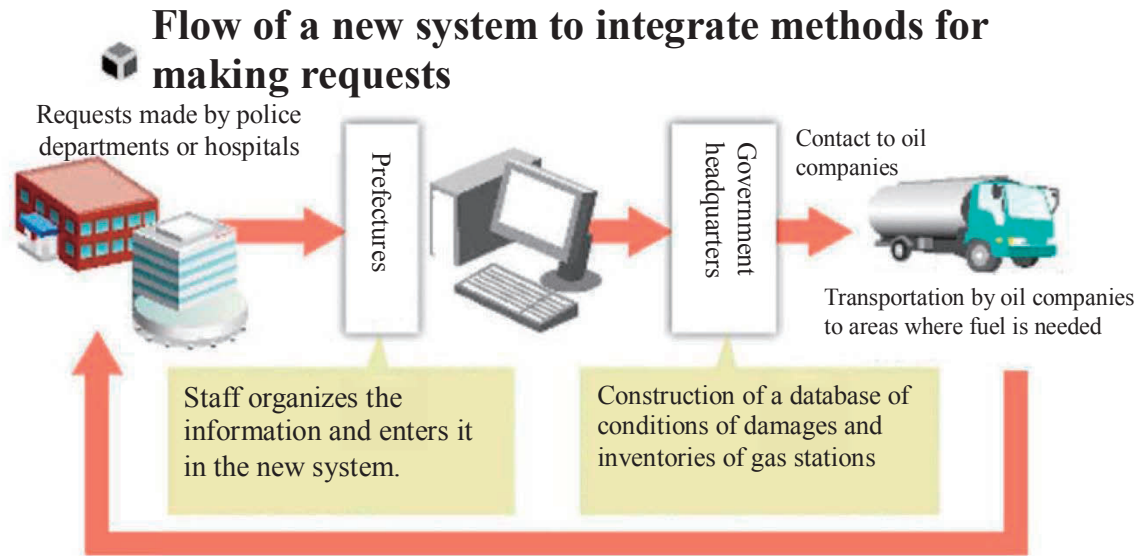 Flow of a new system to integrate methods for
making requests
Requests made by police
departments or hospitals
Prefectures
Government
headquarters
Contact to oil
companies
Transportation by oil companies
to areas where fuel is needed
Staff organizes the
information and enters it
in the new system.
Construction of a database of
conditions of damages and
inventories of gas stations